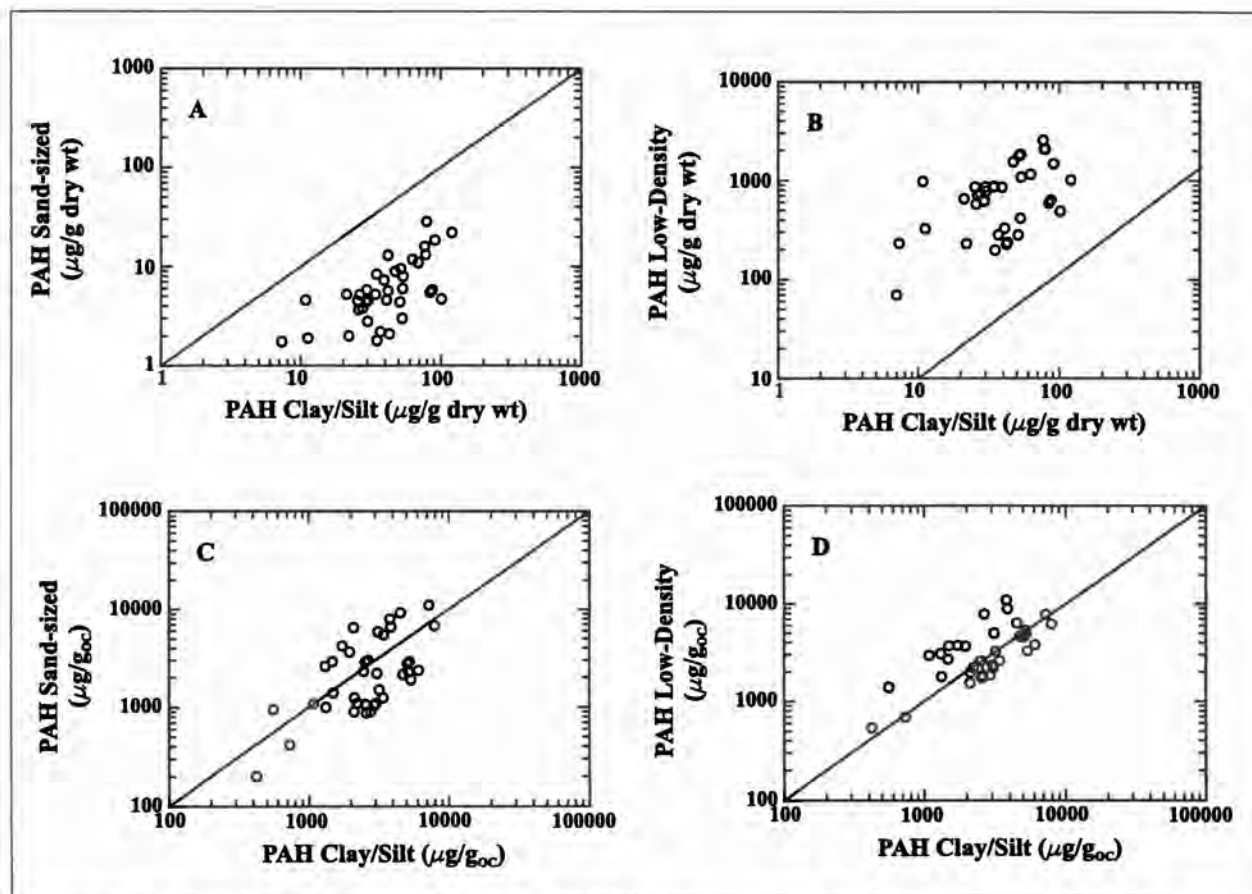 A
PAH Sand-sized
(μg/g dry wt)
1000
100
10
1
1
10
100
1000
PAH Clay/Silt (μg/g dry wt)
B
PAH Low-Density
(μg/g dry wt)
10000
1000
100
10
1
10
100
1000
PAH Clay/Silt (μg/g dry wt)
C
PAH Sand-sized
(μg/goc)
100000
10000
1000
100
100
1000
10000
100000
PAH Clay/Silt (μg/goc)
D
PAH Low-Density
(μg/goc)
100000
10000
1000
100
100
1000
10000
100000
PAH Clay/Silt (μg/goc)